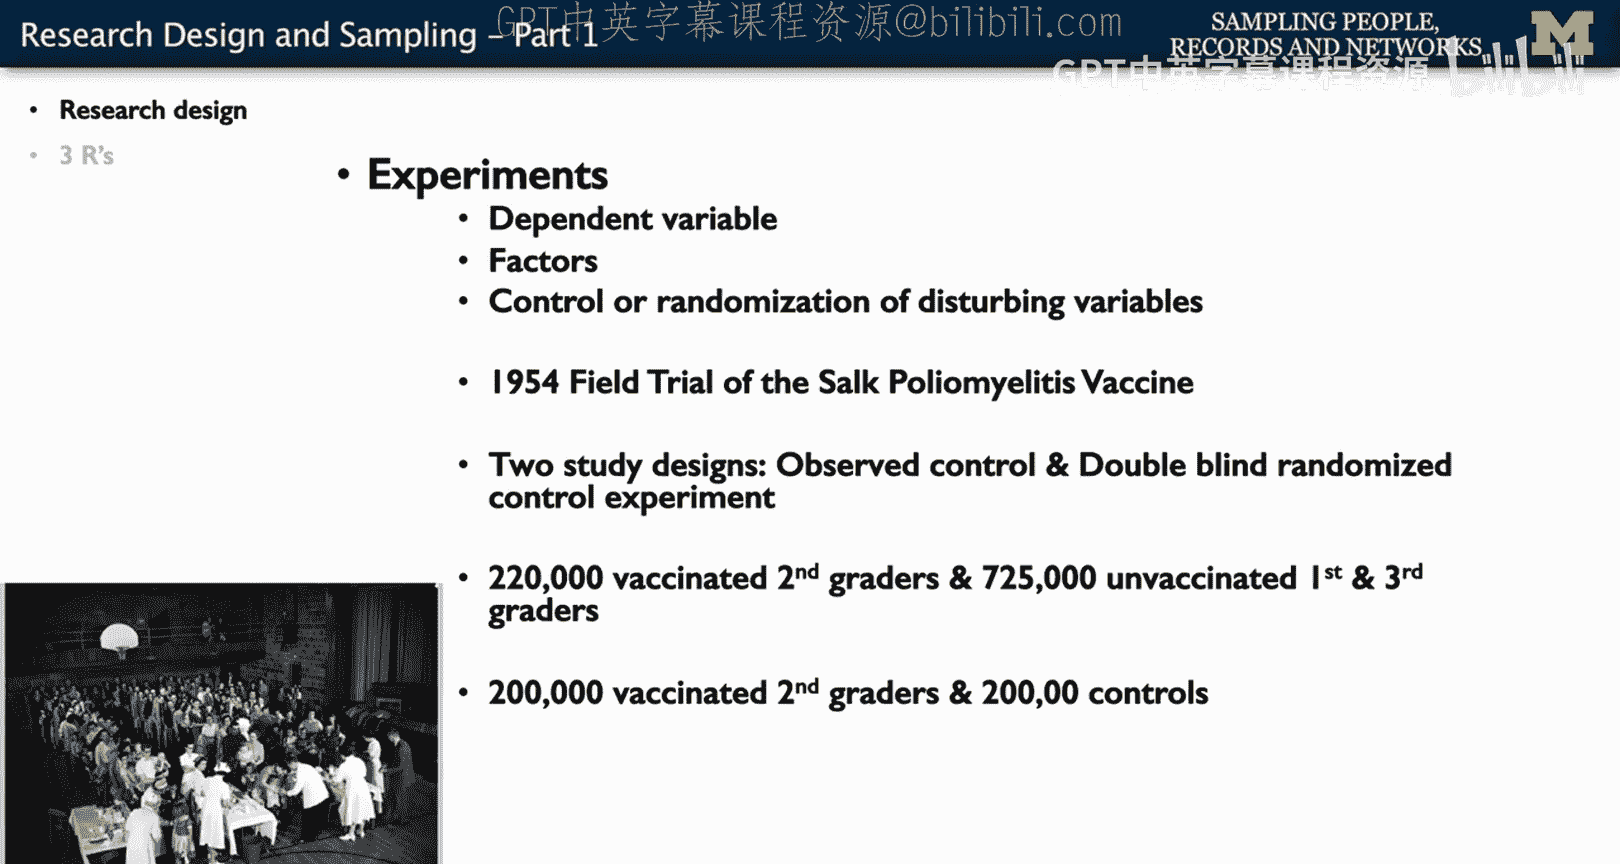 GPT中英字幕课程资源@bilibili.com
Research Design and Sampling – Part 1
SAMPLING PEOPLE,
RECORDS AND NETWORKS
M
GPT中英字幕课程资源 bilibili
• Research design
• 3 R's
• Experiments
• Dependent variable
• Factors
• Control or randomization of disturbing variables
• 1954 Field Trial of the Salk Poliomyelitis Vaccine
• Two study designs: Observed control & Double blind randomized
control experiment
• 220,000 vaccinated 2nd graders & 725,000 unvaccinated 1st & 3rd
graders
• 200,000 vaccinated 2nd graders & 200,00 controls